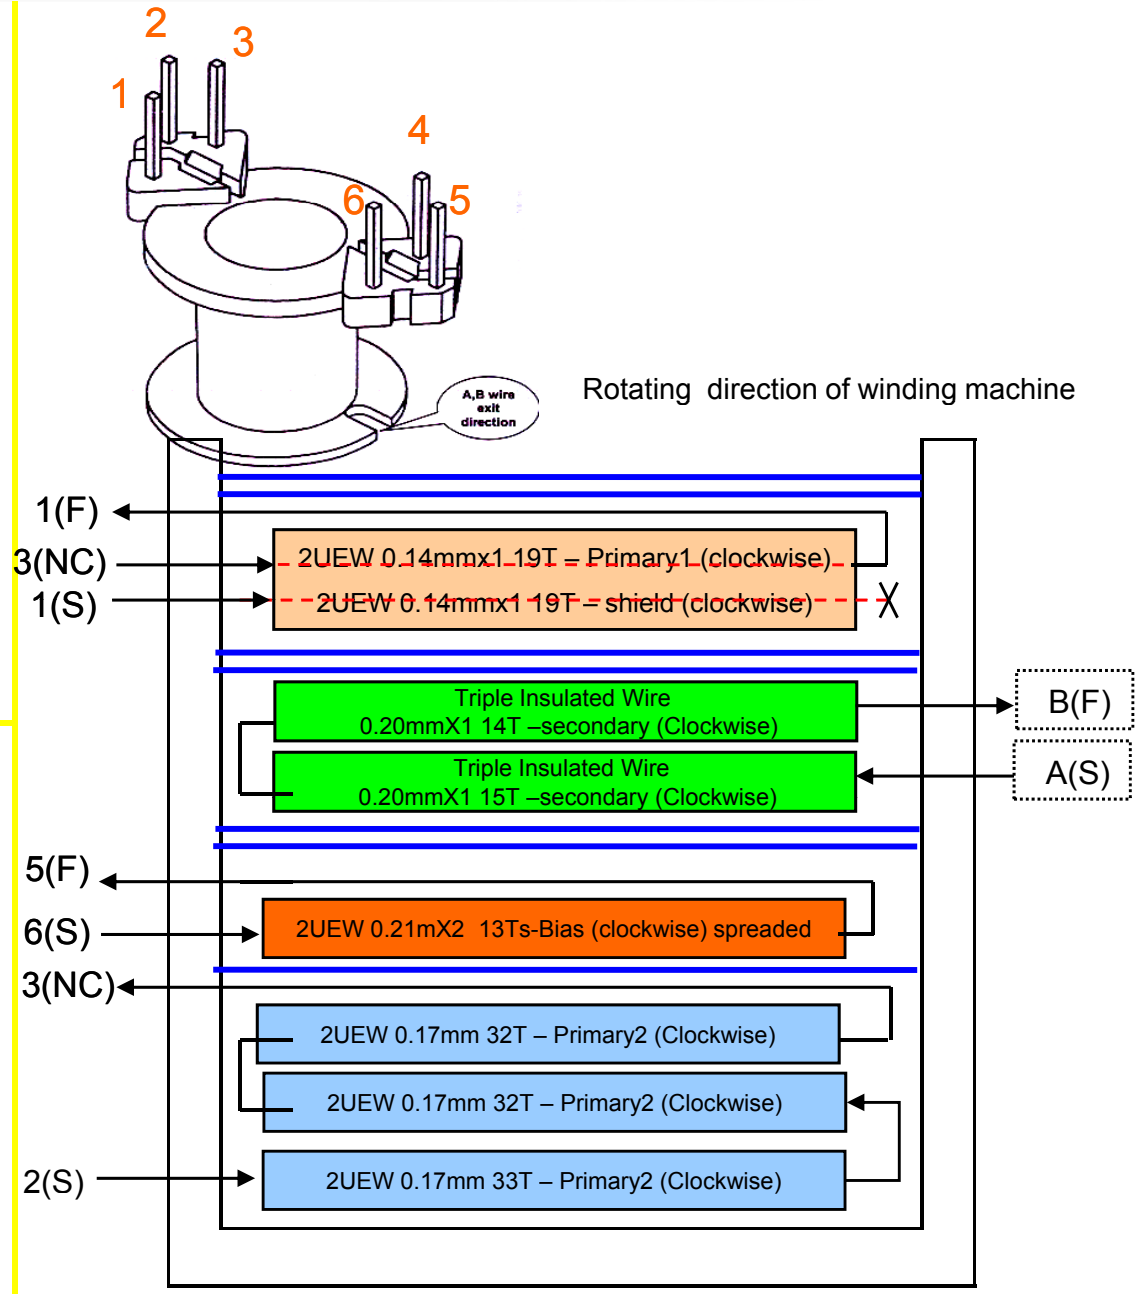 2
3
1
4
6
5
A,B wire
exit
direction
Rotating direction of winding machine
1(F)
3(NC)
2UEW 0.14mmx1 19T – Primary1 (clockwise)
1(S)
2UEW 0.14mmx1 19T – shield (clockwise)
Triple Insulated Wire
0.20mmX1 14T –secondary (Clockwise)
B(F)
Triple Insulated Wire
0.20mmX1 15T –secondary (Clockwise)
A(S)
5(F)
6(S)
2UEW 0.21mX2 13Ts-Bias (clockwise) spreaded
3(NC)
2UEW 0.17mm 32T – Primary2 (Clockwise)
2UEW 0.17mm 32T – Primary2 (Clockwise)
2(S)
2UEW 0.17mm 33T – Primary2 (Clockwise)